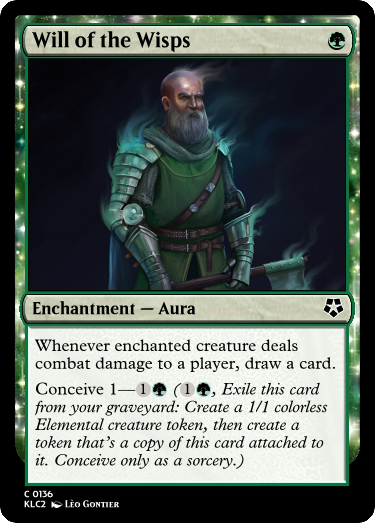 Will of the Wisps
Enchantment — Aura
Whenever enchanted creature deals
combat damage to a player, draw a card.
Conceive 1—1 (1, Exile this card
from your graveyard: Create a 1/1 colorless
Elemental creature token, then create a
token that's a copy of this card attached to
it. Conceive only as a sorcery.)
C 0136
KLC2 Lèo Gontier